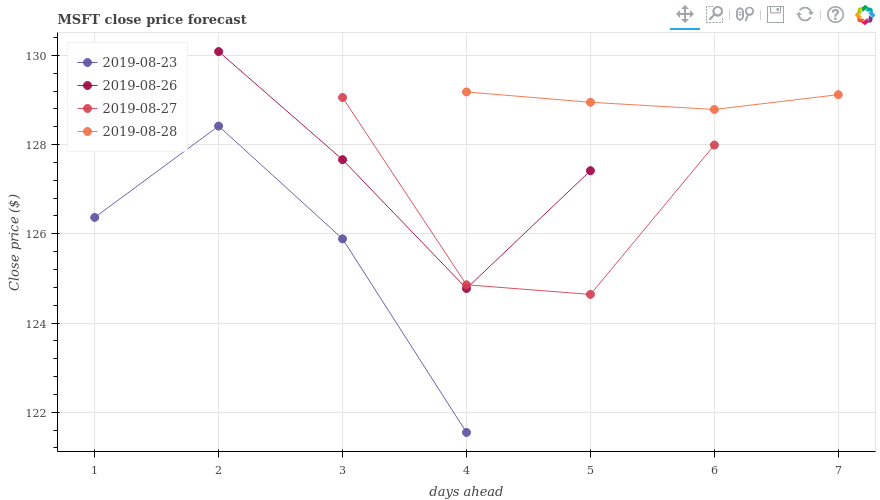 MSFT close price forecast
2019-08-23
2019-08-26
2019-08-27
2019-08-28
Close price ($)
130
128
126
124
122
1 2 3 4 5 6 7
days ahead